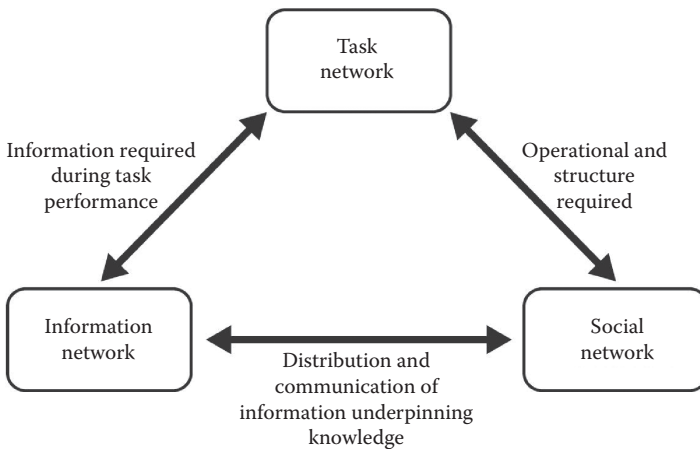 Task
network
Information required
during task
performance
Operational and
structure
required
Information
network
Social
network
Distribution and
communication of
information underpinning
knowledge